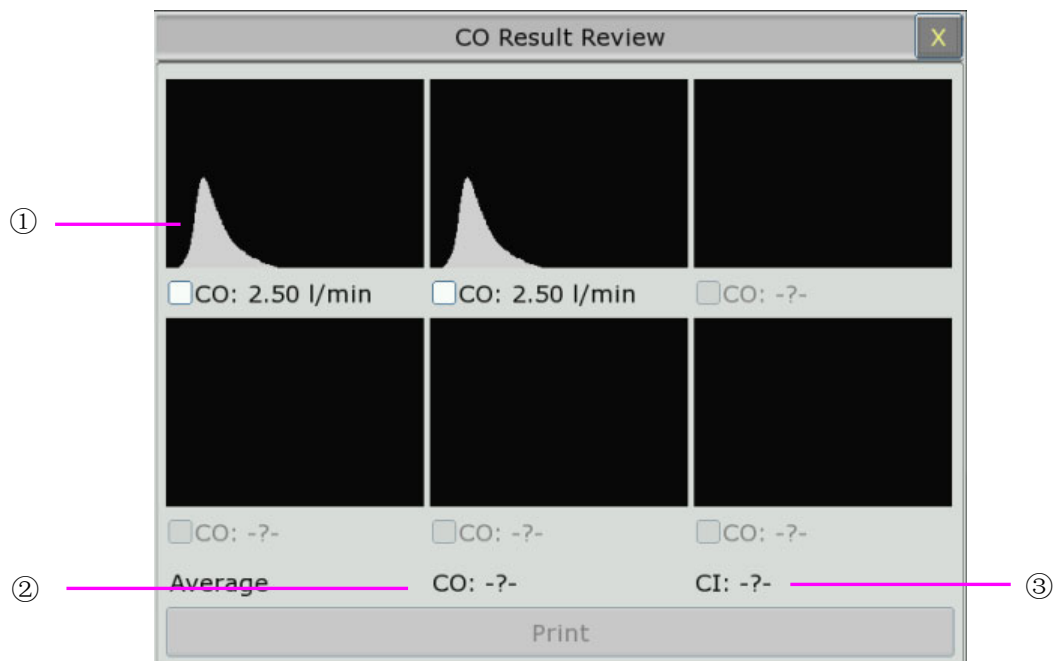 CO Result Review X
①
CO: 2.50 l/min CO: 2.50 l/min CO: -?-
CO: -?- CO: -?- CO: -?-
② Average CO: -?- CI: -?- ③
Print